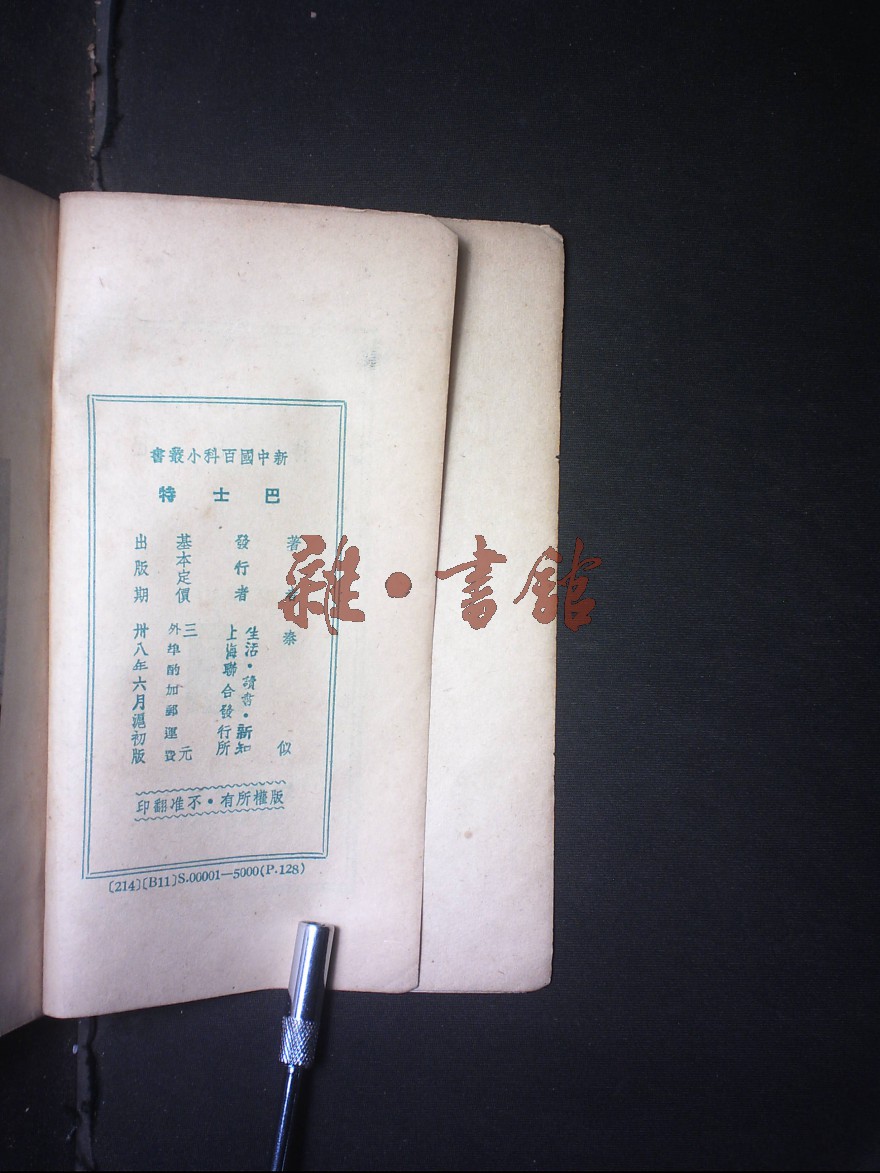 新中國百科小叢書
巴士特
著者 秦似
發行者 生活·讀書·新知
上海聯合發行所
基本定價 三元
外埠酌加郵運費
出版期 卅八年六月滬初版
版權所有·不准翻印
〔214〕〔B11〕S.00001—5000(P.128)
雜·書館